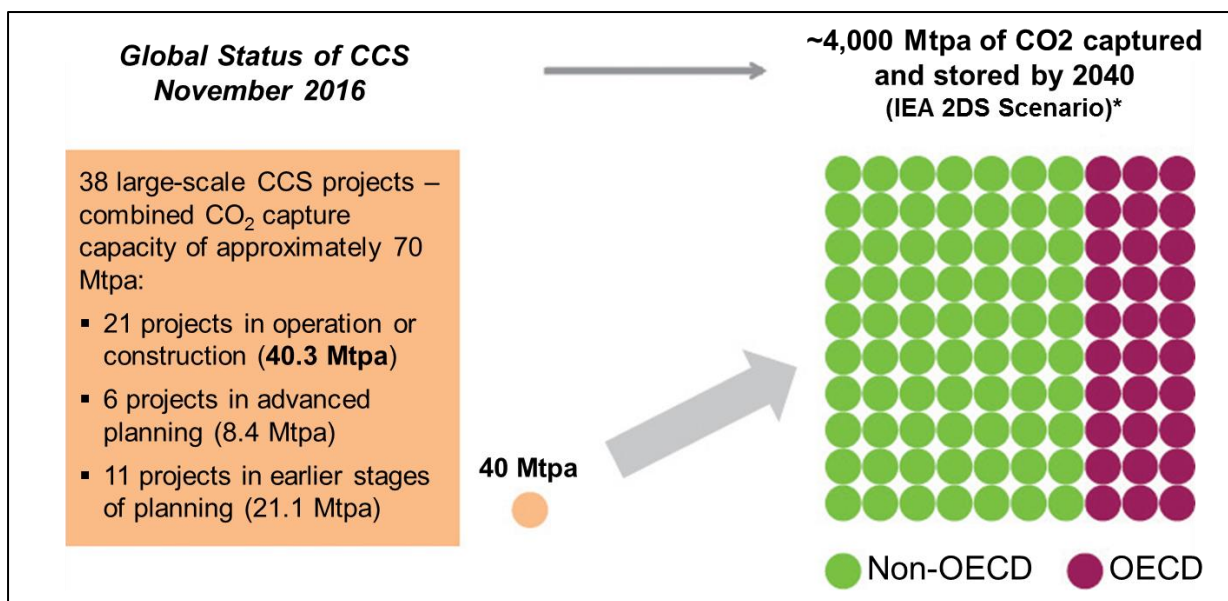 Global Status of CCS
November 2016
~4,000 Mtpa of CO2 captured
and stored by 2040
(IEA 2DS Scenario)*
38 large-scale CCS projects –
combined CO₂ capture
capacity of approximately 70
Mtpa:
▪ 21 projects in operation or
construction (40.3 Mtpa)
▪ 6 projects in advanced
planning (8.4 Mtpa)
▪ 11 projects in earlier stages
of planning (21.1 Mtpa)
40 Mtpa
Non-OECD OECD